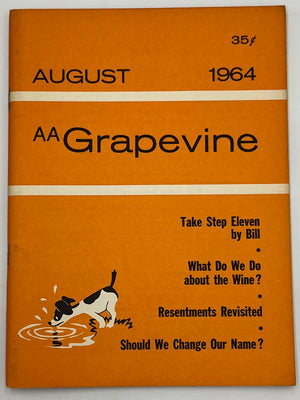 35¢
AUGUST 1964
AA Grapevine
Take Step Eleven
by Bill
•
What Do We Do
about the Wine?
•
Resentments Revisited
•
Should We Change Our Name?